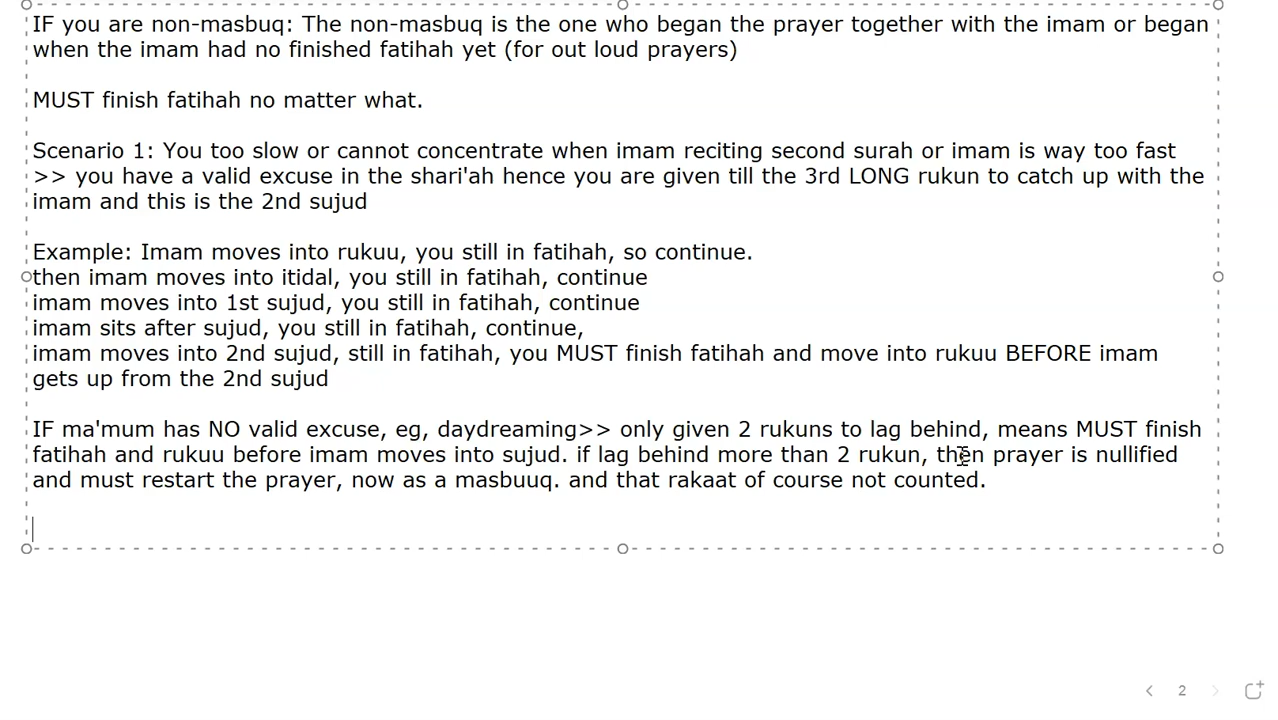 IF you are non-masbuq: The non-masbuq is the one who began the prayer together with the imam or began
when the imam had no finished fatihah yet (for out loud prayers)
MUST finish fatihah no matter what.
Scenario 1: You too slow or cannot concentrate when imam reciting second surah or imam is way too fast
>> you have a valid excuse in the shari'ah hence you are given till the 3rd LONG rukun to catch up with the
imam and this is the 2nd sujud
Example: Imam moves into rukuu, you still in fatihah, so continue.
then imam moves into itidal, you still in fatihah, continue
imam moves into 1st sujud, you still in fatihah, continue
imam sits after sujud, you still in fatihah, continue,
imam moves into 2nd sujud, still in fatihah, you MUST finish fatihah and move into rukuu BEFORE imam
gets up from the 2nd sujud
IF ma'mum has NO valid excuse, eg, daydreaming>> only given 2 rukuns to lag behind, means MUST finish
fatihah and rukuu before imam moves into sujud. if lag behind more than 2 rukun, then prayer is nullified
and must restart the prayer, now as a masbuuq. and that rakaat of course not counted.
2